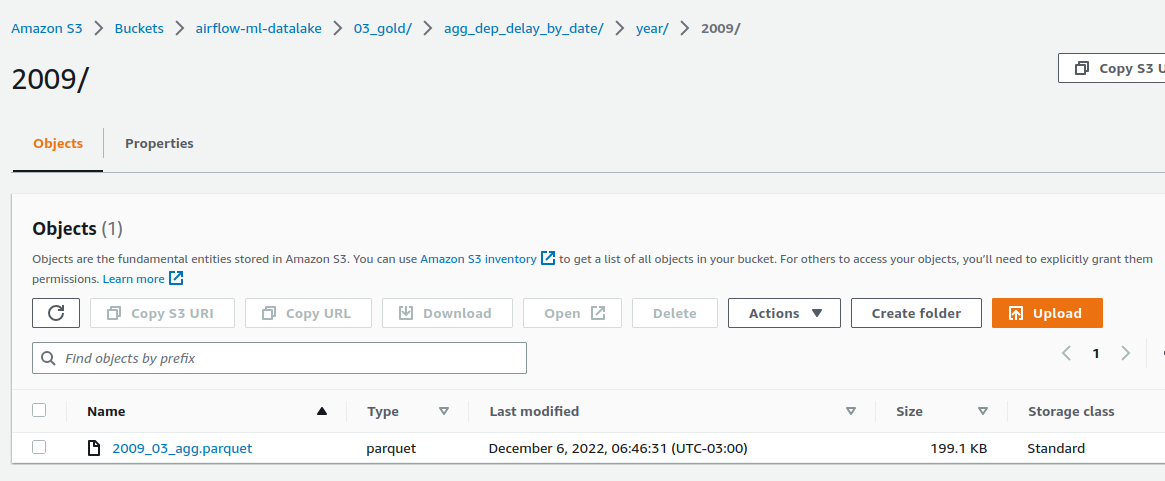 Amazon S3 > Buckets > airflow-ml-datalake > 03_gold/ > agg_dep_delay_by_date/ > year/ > 2009/
2009/
Copy S3 U
Objects Properties
Objects (1)
Objects are the fundamental entities stored in Amazon S3. You can use Amazon S3 inventory to get a list of all objects in your bucket. For others to access your objects, you'll need to explicitly grant them
permissions. Learn more
Copy S3 URI Copy URL Download Open Delete Actions Create folder Upload
Find objects by prefix
1
Name Type Last modified Size Storage class
2009_03_agg.parquet parquet December 6, 2022, 06:46:31 (UTC-03:00) 199.1 KB Standard